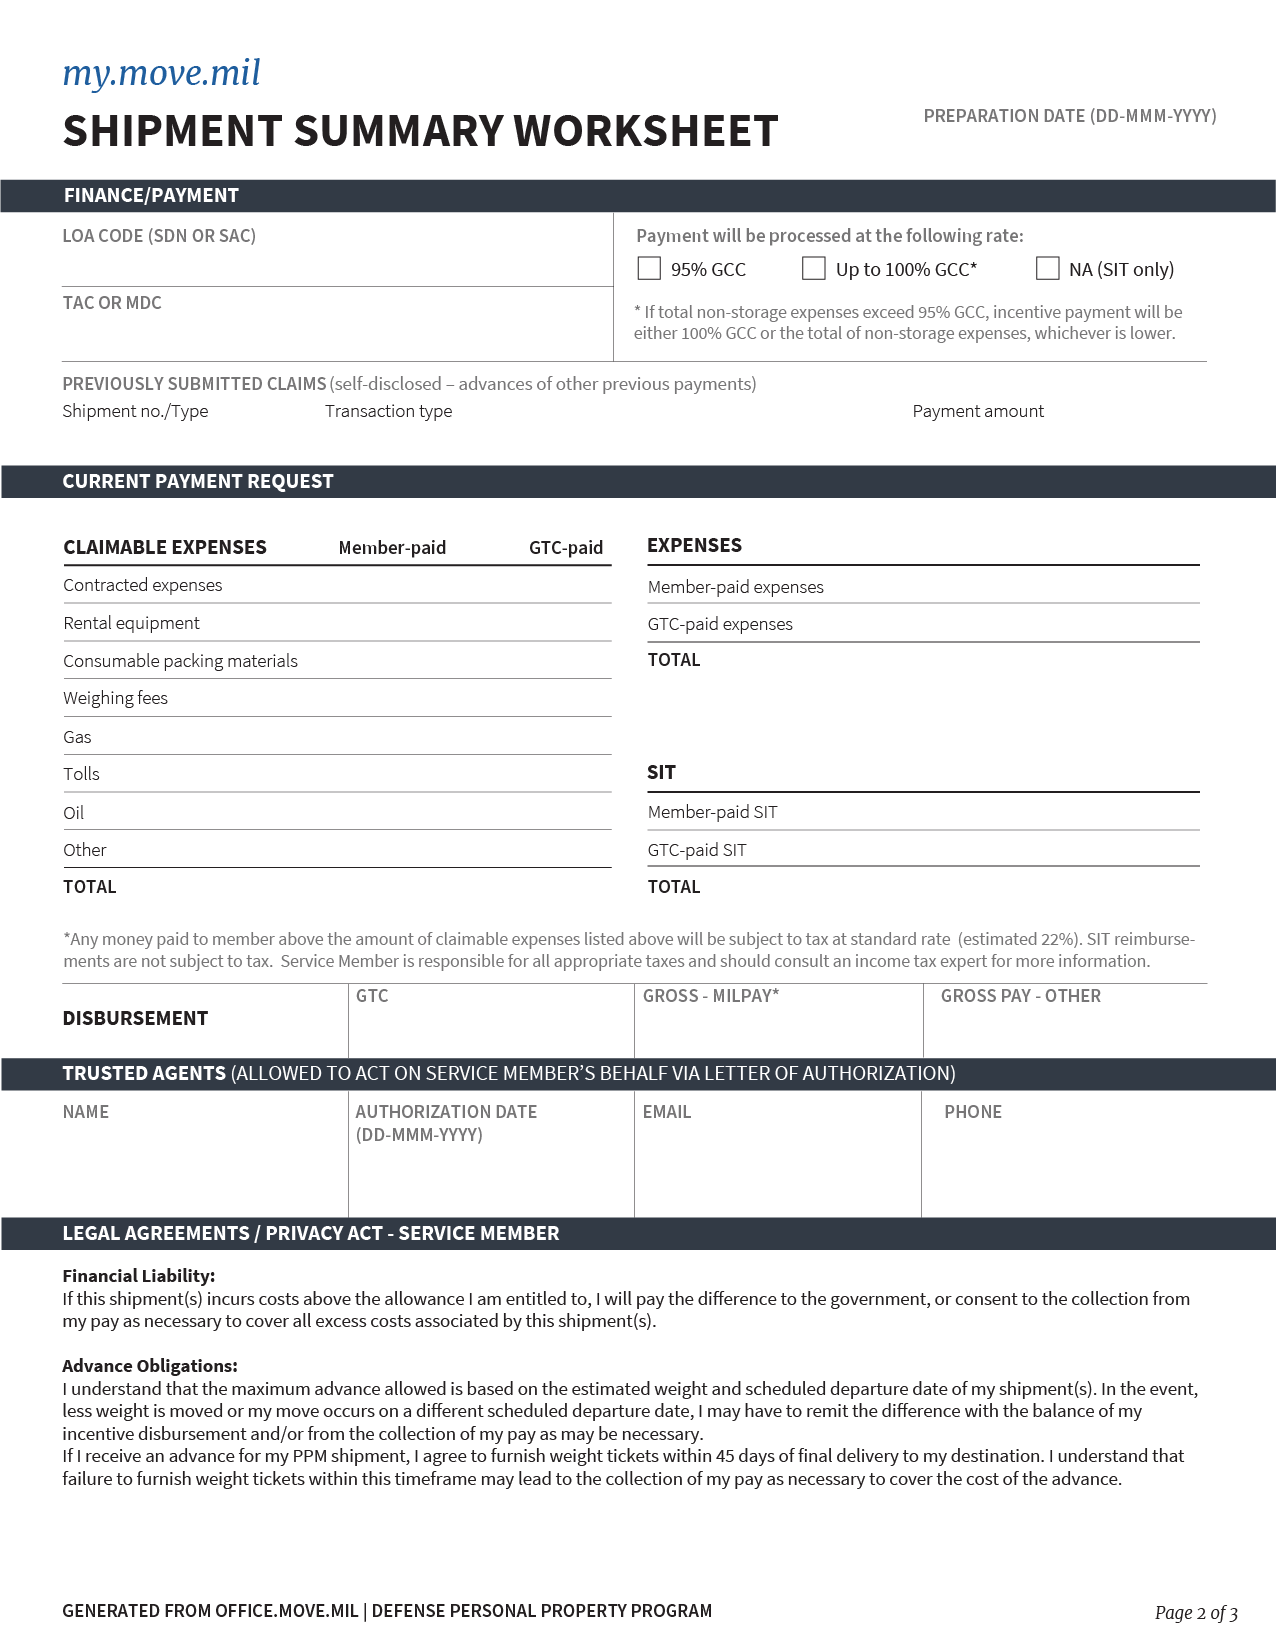 my.move.mil
SHIPMENT SUMMARY WORKSHEET
PREPARATION DATE (DD-MMM-YYYY)
FINANCE/PAYMENT
LOA CODE (SDN OR SAC)
TAC OR MDC
Payment will be processed at the following rate:
95% GCC Up to 100% GCC* NA (SIT only)
* If total non-storage expenses exceed 95% GCC, incentive payment will be
either 100% GCC or the total of non-storage expenses, whichever is lower.
PREVIOUSLY SUBMITTED CLAIMS (self-disclosed – advances of other previous payments)
Shipment no./Type Transaction type Payment amount
CURRENT PAYMENT REQUEST
CLAIMABLE EXPENSES Member-paid GTC-paid
Contracted expenses
Rental equipment
Consumable packing materials
Weighing fees
Gas
Tolls
Oil
Other
TOTAL
EXPENSES
Member-paid expenses
GTC-paid expenses
TOTAL
SIT
Member-paid SIT
GTC-paid SIT
TOTAL
*Any money paid to member above the amount of claimable expenses listed above will be subject to tax at standard rate (estimated 22%). SIT reimburse-
ments are not subject to tax. Service Member is responsible for all appropriate taxes and should consult an income tax expert for more information.
DISBURSEMENT
GTC
GROSS - MILPAY*
GROSS PAY - OTHER
TRUSTED AGENTS (ALLOWED TO ACT ON SERVICE MEMBER’S BEHALF VIA LETTER OF AUTHORIZATION)
NAME
AUTHORIZATION DATE
(DD-MMM-YYYY)
EMAIL
PHONE
LEGAL AGREEMENTS / PRIVACY ACT - SERVICE MEMBER
Financial Liability:
If this shipment(s) incurs costs above the allowance I am entitled to, I will pay the difference to the government, or consent to the collection from
my pay as necessary to cover all excess costs associated by this shipment(s).
Advance Obligations:
I understand that the maximum advance allowed is based on the estimated weight and scheduled departure date of my shipment(s). In the event,
less weight is moved or my move occurs on a different scheduled departure date, I may have to remit the difference with the balance of my
incentive disbursement and/or from the collection of my pay as may be necessary.
If I receive an advance for my PPM shipment, I agree to furnish weight tickets within 45 days of final delivery to my destination. I understand that
failure to furnish weight tickets within this timeframe may lead to the collection of my pay as necessary to cover the cost of the advance.
GENERATED FROM OFFICE.MOVE.MIL | DEFENSE PERSONAL PROPERTY PROGRAM
Page 2 of 3